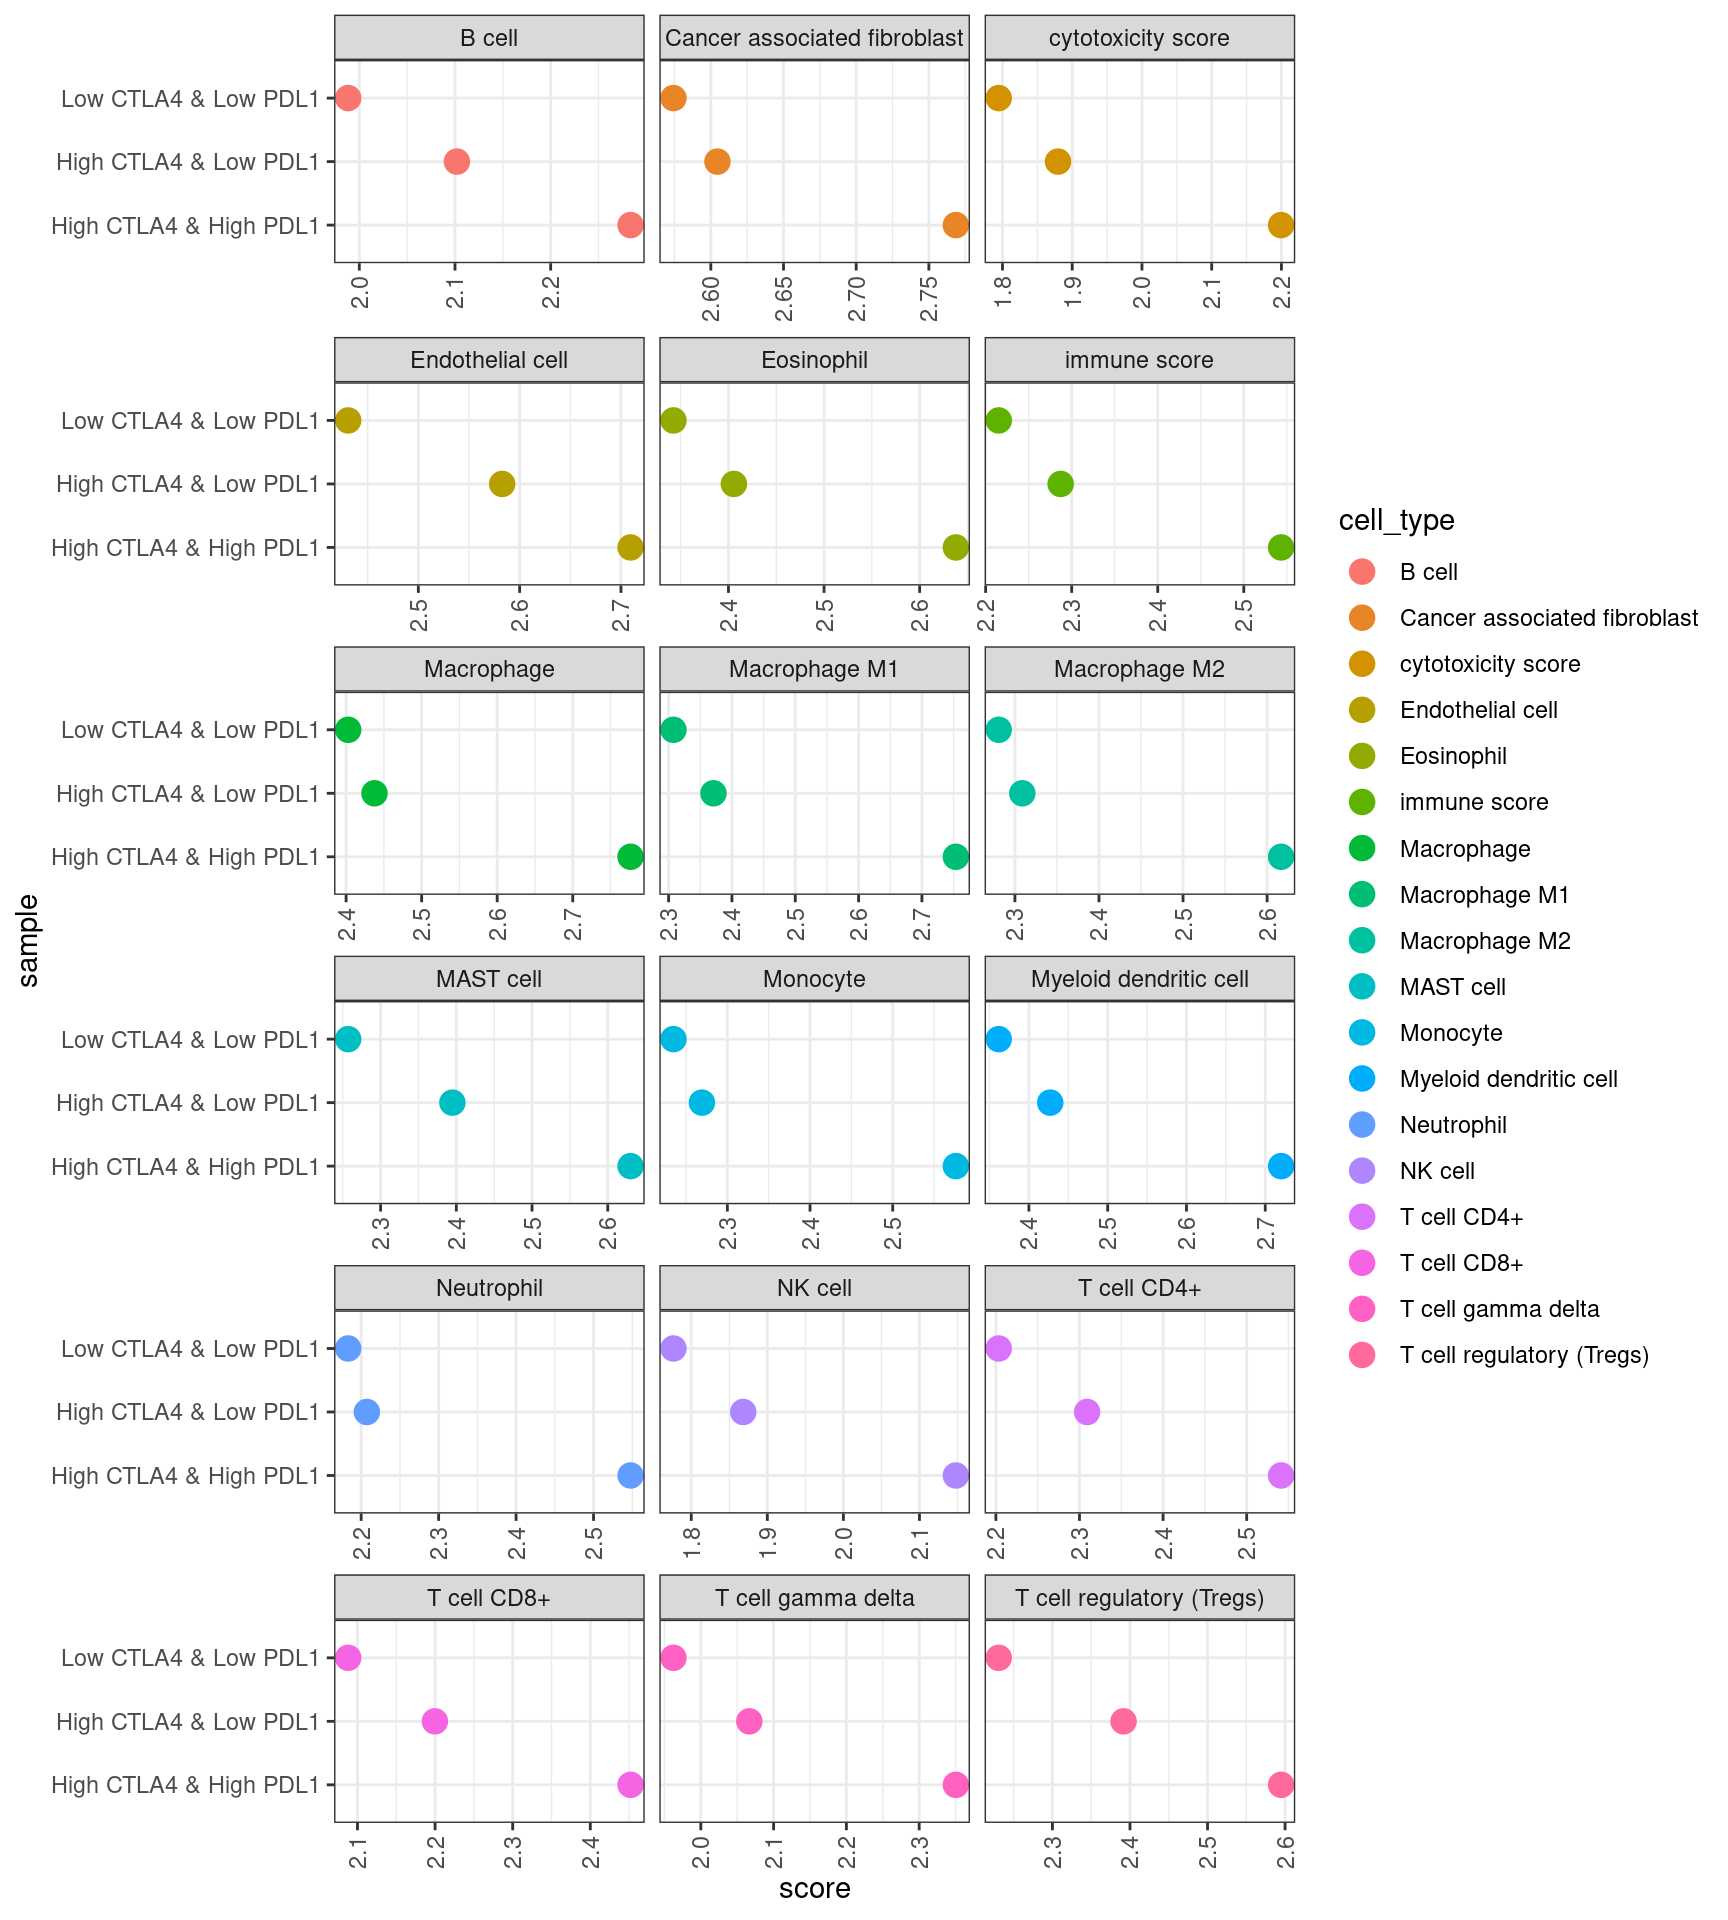 B cell
Cancer associated fibroblast
cytotoxicity score
Low CTLA4 & Low PDL1
High CTLA4 & Low PDL1
High CTLA4 & High PDL1
2.0 2.1 2.2
2.60 2.65 2.70 2.75
1.8 1.9 2.0 2.1 2.2
Endothelial cell
Eosinophil
immune score
Low CTLA4 & Low PDL1
High CTLA4 & Low PDL1
High CTLA4 & High PDL1
2.5 2.6 2.7
2.4 2.5 2.6
2.2 2.3 2.4 2.5
Macrophage
Macrophage M1
Macrophage M2
Low CTLA4 & Low PDL1
High CTLA4 & Low PDL1
High CTLA4 & High PDL1
2.4 2.5 2.6 2.7
2.3 2.4 2.5 2.6 2.7
2.3 2.4 2.5 2.6
MAST cell
Monocyte
Myeloid dendritic cell
Low CTLA4 & Low PDL1
High CTLA4 & Low PDL1
High CTLA4 & High PDL1
2.3 2.4 2.5 2.6
2.3 2.4 2.5
2.4 2.5 2.6 2.7
Neutrophil
NK cell
T cell CD4+
Low CTLA4 & Low PDL1
High CTLA4 & Low PDL1
High CTLA4 & High PDL1
2.2 2.3 2.4 2.5
1.8 1.9 2.0 2.1
2.2 2.3 2.4 2.5
T cell CD8+
T cell gamma delta
T cell regulatory (Tregs)
Low CTLA4 & Low PDL1
High CTLA4 & Low PDL1
High CTLA4 & High PDL1
2.1 2.2 2.3 2.4
2.0 2.1 2.2 2.3
2.3 2.4 2.5 2.6
sample
score
cell_type
B cell
Cancer associated fibroblast
cytotoxicity score
Endothelial cell
Eosinophil
immune score
Macrophage
Macrophage M1
Macrophage M2
MAST cell
Monocyte
Myeloid dendritic cell
Neutrophil
NK cell
T cell CD4+
T cell CD8+
T cell gamma delta
T cell regulatory (Tregs)